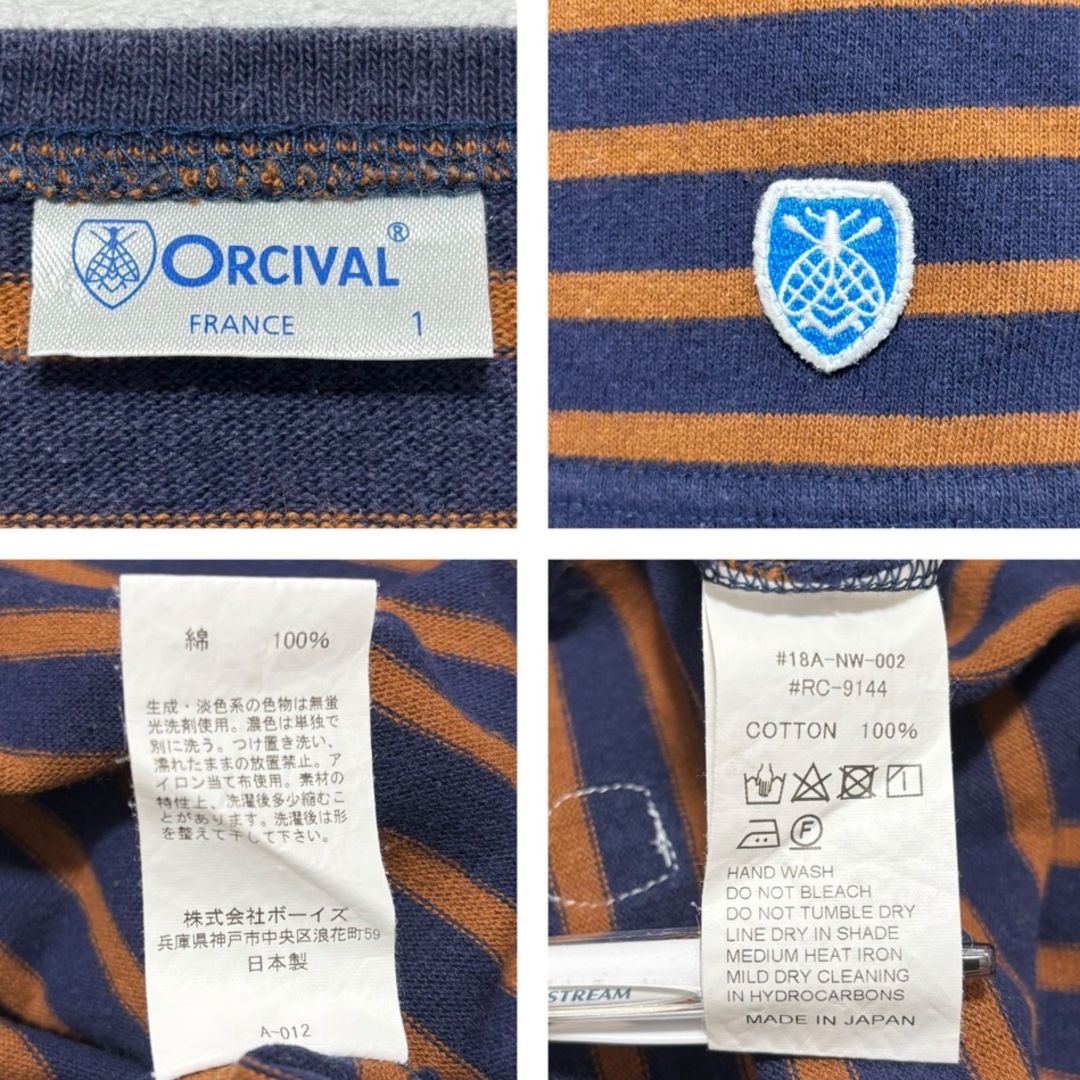 ORCIVAL®
FRANCE 1
綿 100%
生成・淡色系の色物は無蛍
光洗剤使用。濃色は単独で
別に洗う。つけ置き洗い、
濡れたままの放置禁止。ア
イロン当て布使用。素材の
特性上、洗濯後多少縮むこ
とがあります。洗濯後は形
を整えて干して下さい。
株式会社ボーイズ
兵庫県神戸市中央区浪花町59
日本製
A-012
#18A-NW-002
#RC-9144
COTTON 100%
F
HAND WASH
DO NOT BLEACH
DO NOT TUMBLE DRY
LINE DRY IN SHADE
MEDIUM HEAT IRON
MILD DRY CLEANING
IN HYDROCARBONS
MADE IN JAPAN
STREAM